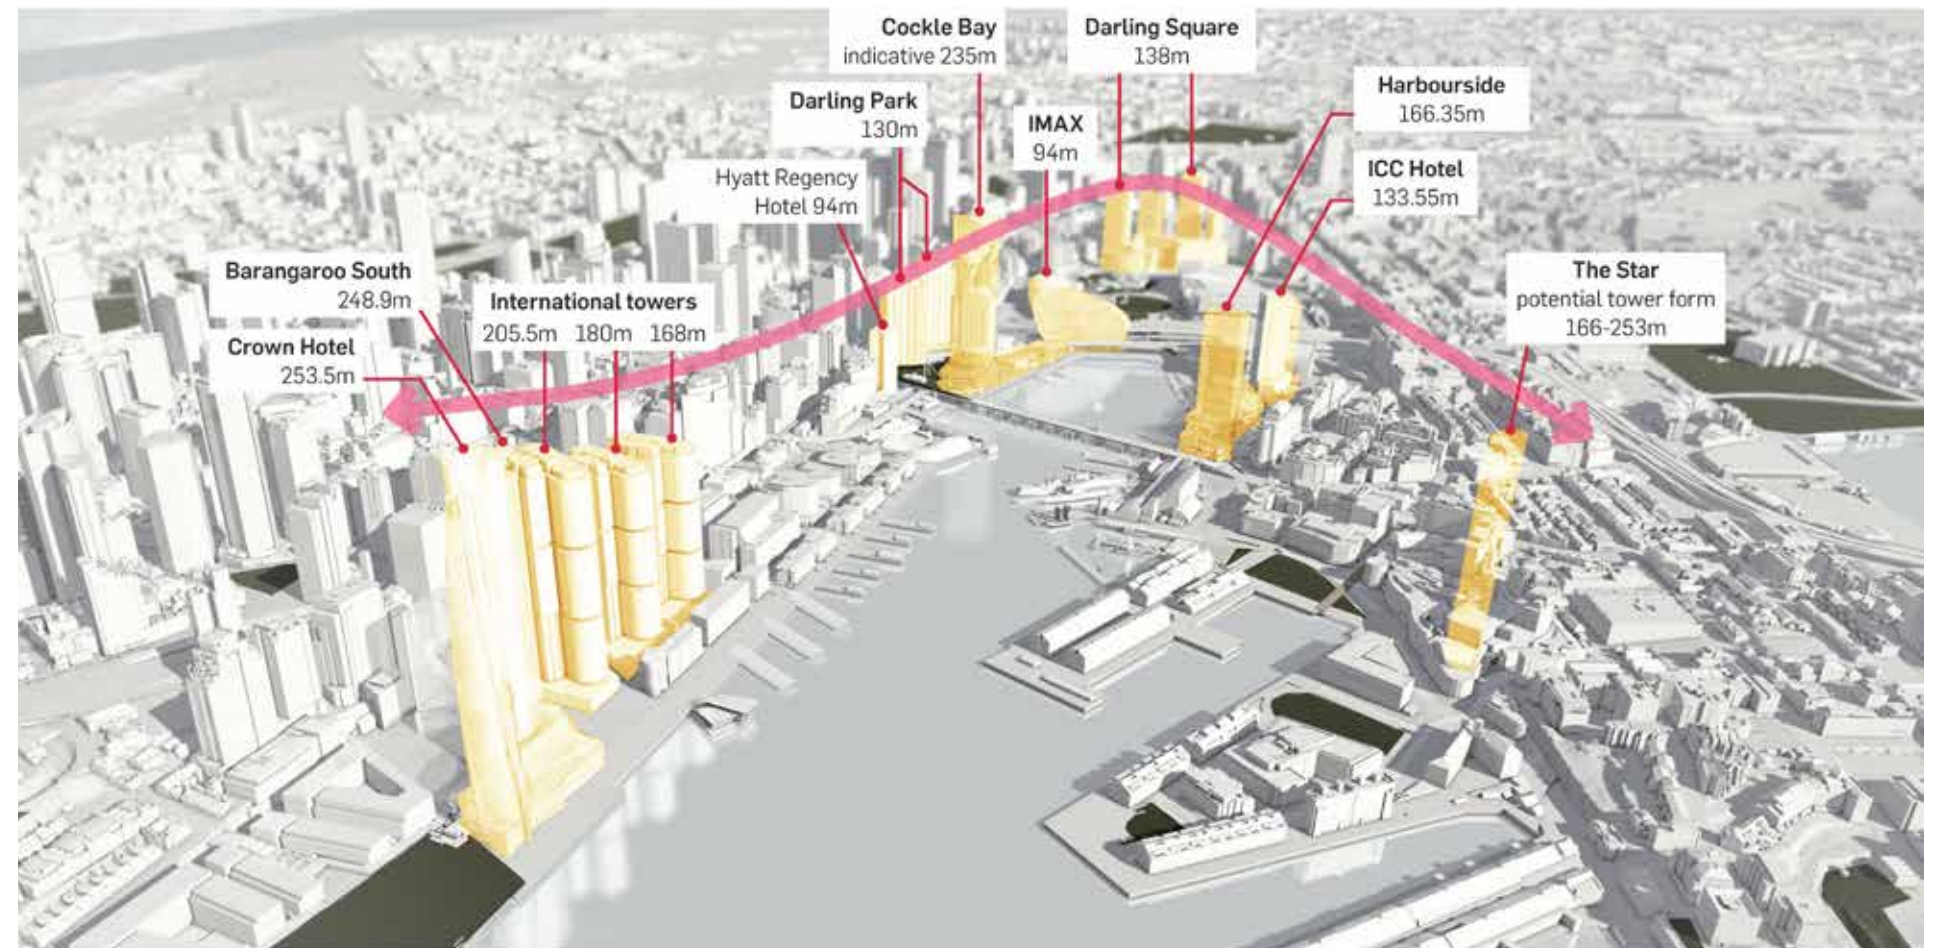 Cockle Bay
indicative 235m
Darling Square
138m
Darling Park
130m
IMAX
94m
Harbourside
166.35m
Hyatt Regency
Hotel 94m
ICC Hotel
133.55m
Barangaroo South
248.9m
International towers
205.5m 180m 168m
The Star
potential tower form
166-253m
Crown Hotel
253.5m